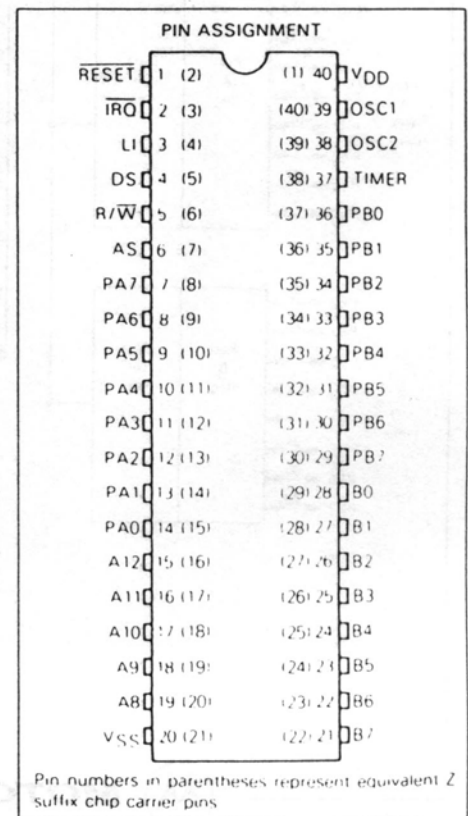 PIN ASSIGNMENT
R̅E̅S̅E̅T̅ 1 (2) (1) 40 VDD
I̅R̅Q̅ 2 (3) (40) 39 OSC1
LI 3 (4) (39) 38 OSC2
DS 4 (5) (38) 37 TIMER
R/W̅ 5 (6) (37) 36 PB0
AS 6 (7) (36) 35 PB1
PA7 7 (8) (35) 34 PB2
PA6 8 (9) (34) 33 PB3
PA5 9 (10) (33) 32 PB4
PA4 10 (11) (32) 31 PB5
PA3 11 (12) (31) 30 PB6
PA2 12 (13) (30) 29 PB7
PA1 13 (14) (29) 28 B0
PA0 14 (15) (28) 27 B1
A12 15 (16) (27) 26 B2
A11 16 (17) (26) 25 B3
A10 17 (18) (25) 24 B4
A9 18 (19) (24) 23 B5
A8 19 (20) (23) 22 B6
VSS 20 (21) (22) 21 B7
Pin numbers in parentheses represent equivalent Z
suffix chip carrier pins